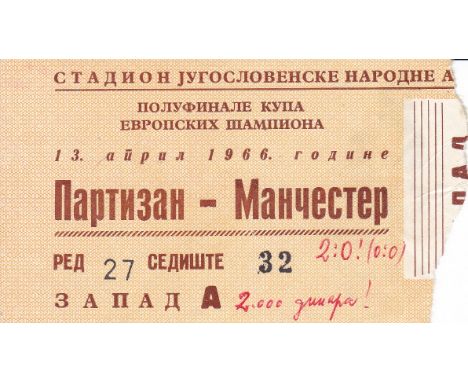 СТАДИОН ЈУГОСЛОВЕНСКЕ НАРОДНЕ А
ПОЛУФИНАЛЕ КУПА
ЕВРОПСКИХ ШАМПИОНА
13. април 1966. године
Партизан – Манчестер
РЕД 27 СЕДИШТЕ 32 2:0! (0:0)
ЗАПАД А 2.000 динара!
ПАД